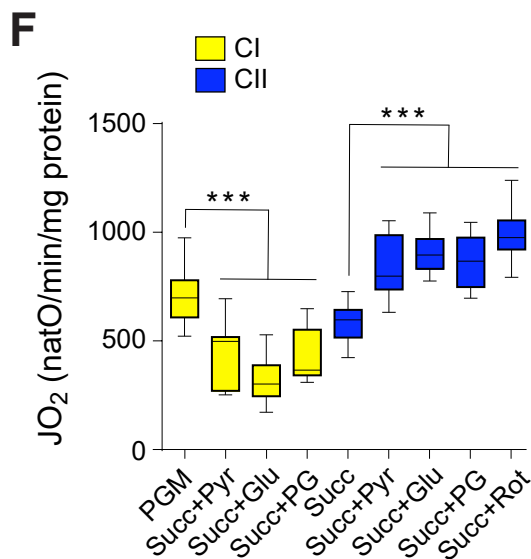 F
CI
CII
JO₂ (natO/min/mg protein)
1500
1000
500
0
***
***
PGM
Succ+Pyr
Succ+Glu
Succ+PG
Succ
Succ+Pyr
Succ+Glu
Succ+PG
Succ+Rot